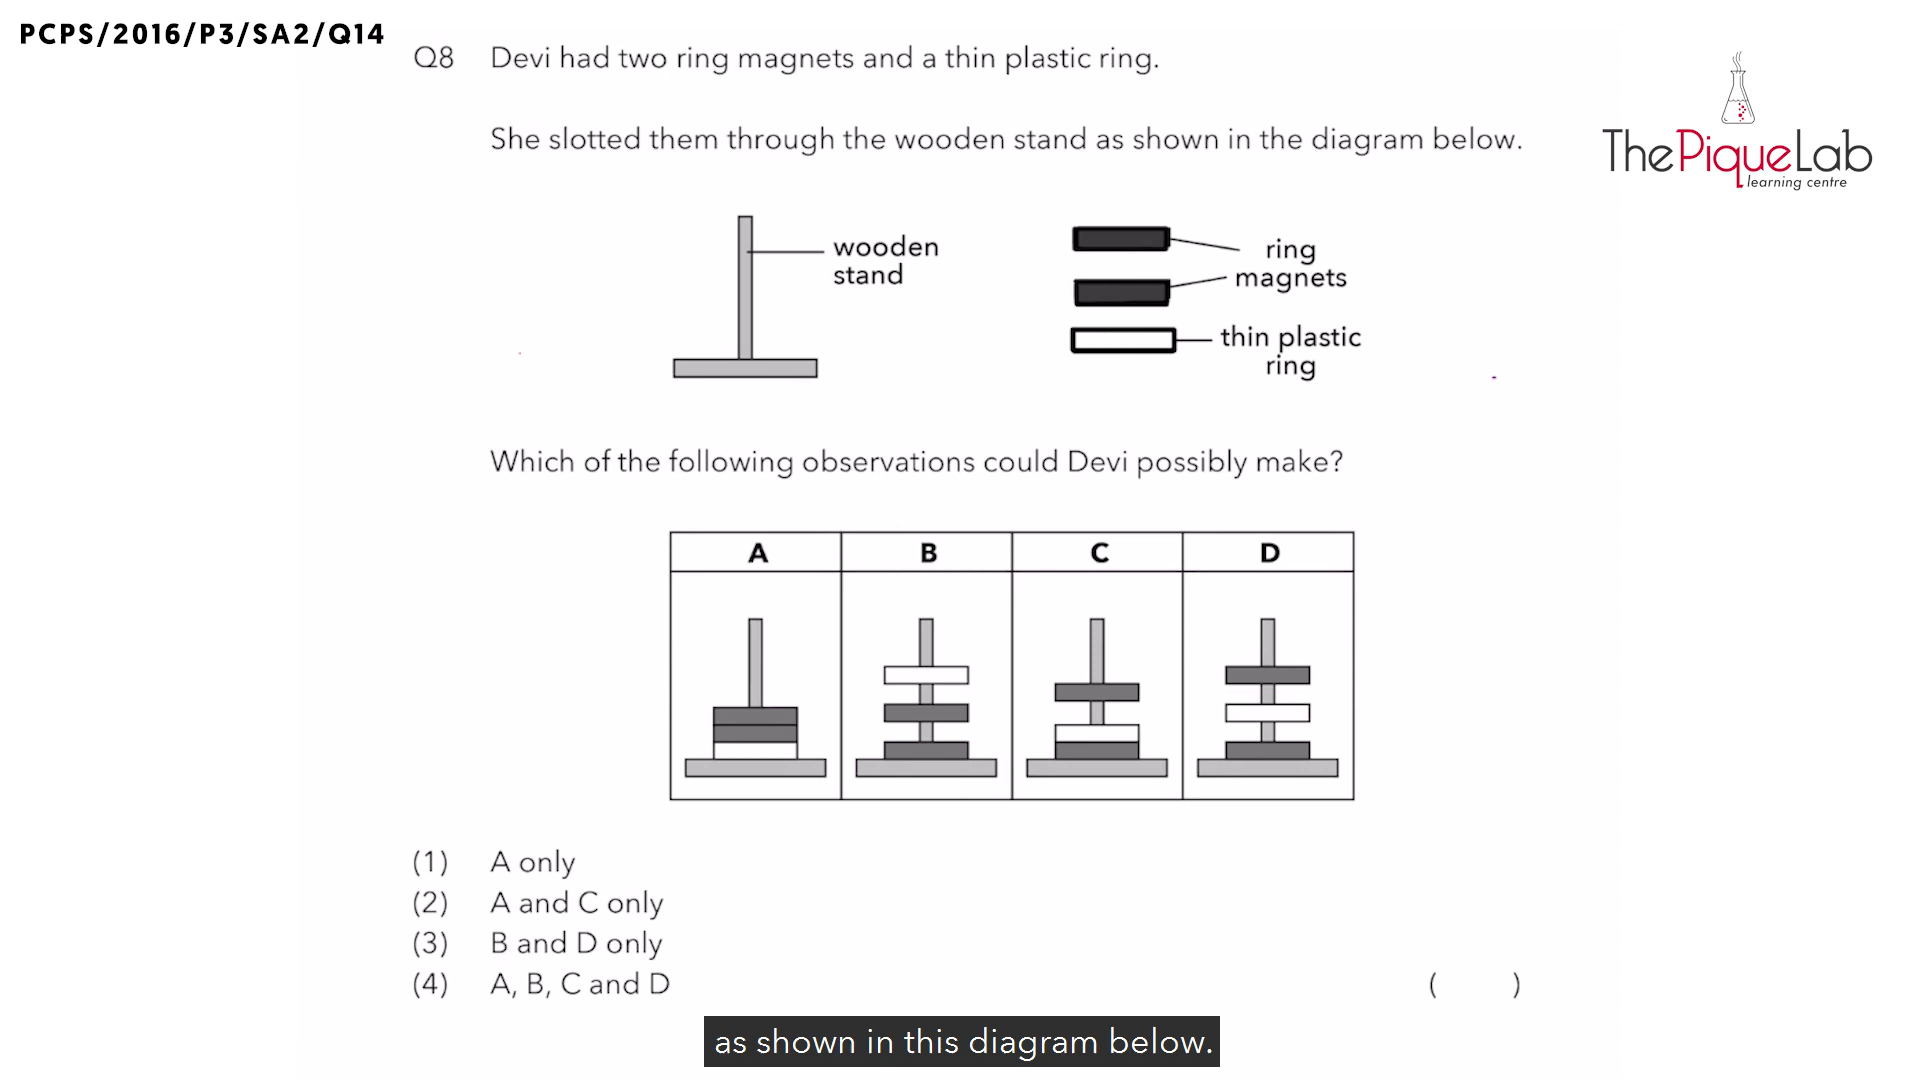 PCPS/2016/P3/SA2/Q14
Q8 Devi had two ring magnets and a thin plastic ring.
She slotted them through the wooden stand as shown in the diagram below.
ThePiqueLab
learning centre
wooden
stand
ring
magnets
thin plastic
ring
Which of the following observations could Devi possibly make?
A B C D
(1) A only
(2) A and C only
(3) B and D only
(4) A, B, C and D ( )
as shown in this diagram below.